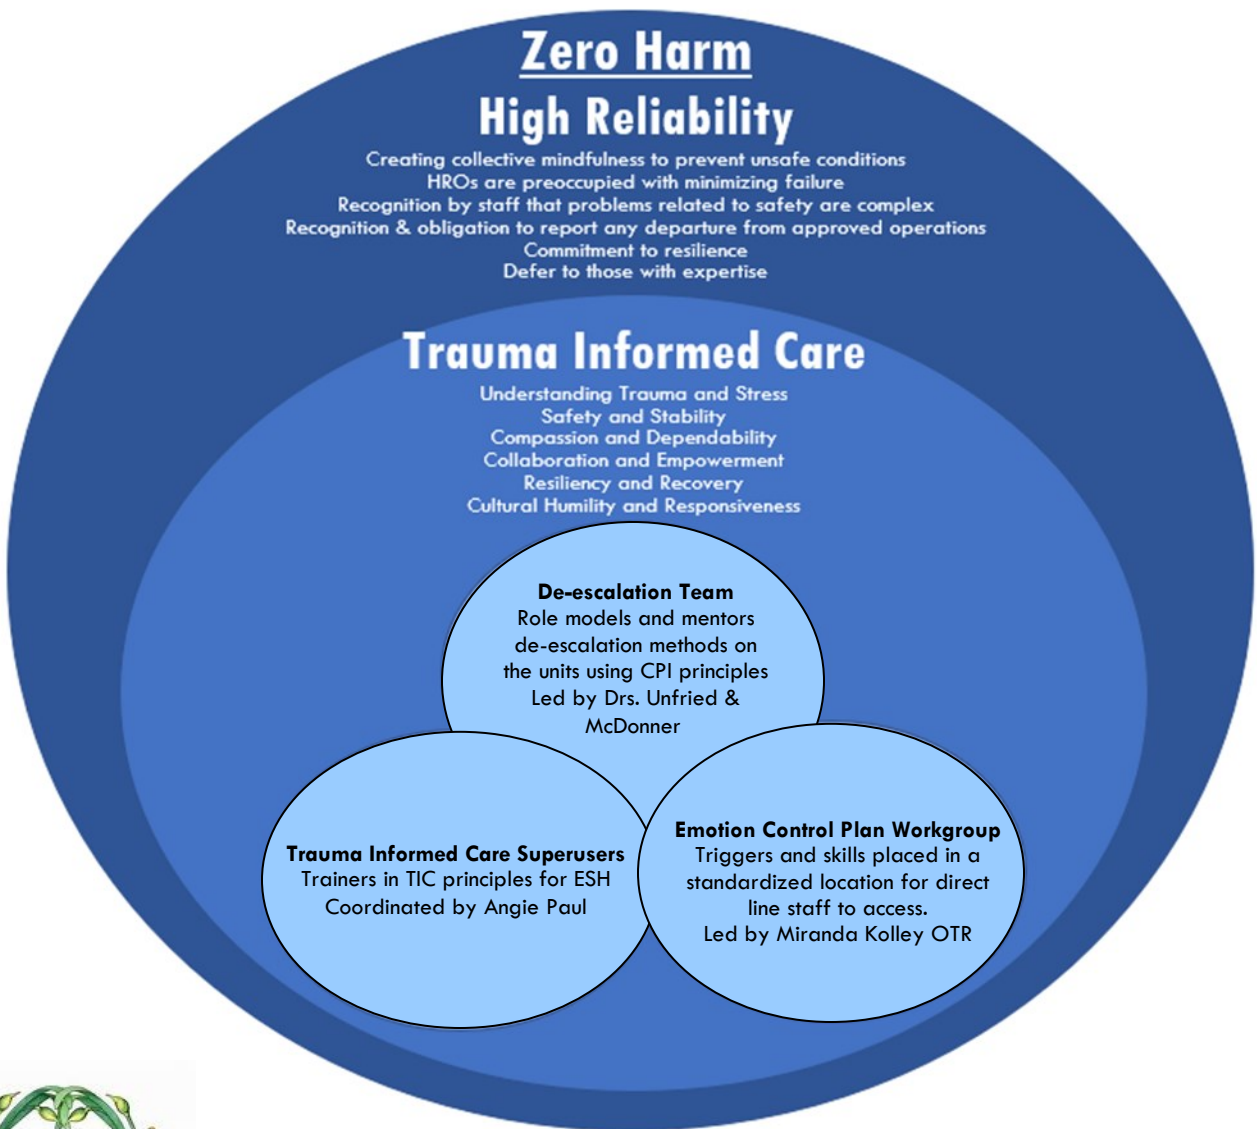 Zero Harm
High Reliability
Creating collective mindfulness to prevent unsafe conditions
HROs are preoccupied with minimizing failure
Recognition by staff that problems related to safety are complex
Recognition & obligation to report any departure from approved operations
Commitment to resilience
Defer to those with expertise
Trauma Informed Care
Understanding Trauma and Stress
Safety and Stability
Compassion and Dependability
Collaboration and Empowerment
Resiliency and Recovery
Cultural Humility and Responsiveness
De-escalation Team
Role models and mentors
de-escalation methods on
the units using CPI principles
Led by Drs. Unfried &
McDonner
Trauma Informed Care Superusers
Trainers in TIC principles for ESH
Coordinated by Angie Paul
Emotion Control Plan Workgroup
Triggers and skills placed in a
standardized location for direct
line staff to access.
Led by Miranda Kolley OTR